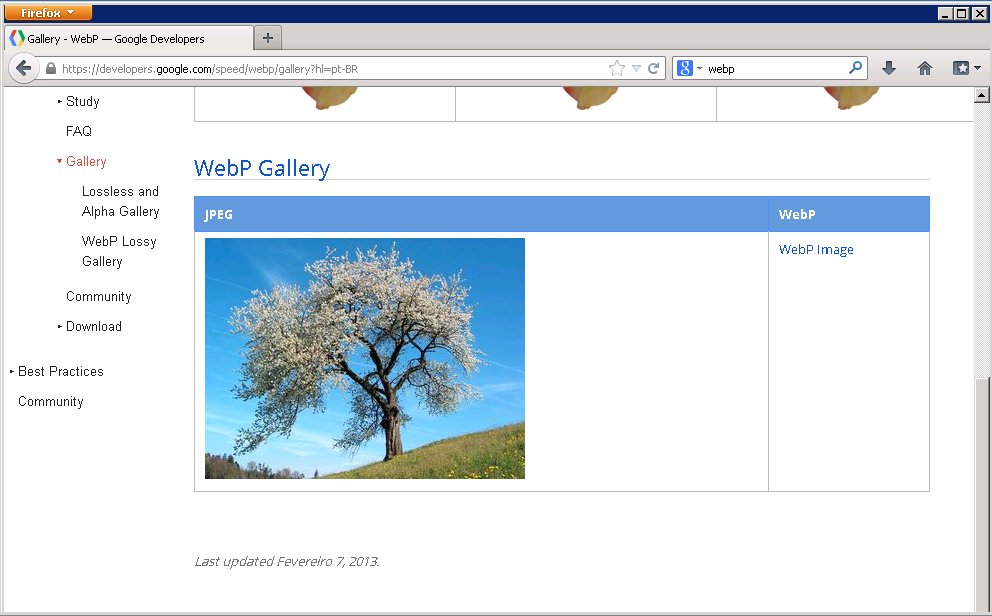 Firefox
Gallery - WebP — Google Developers
https://developers.google.com/speed/webp/gallery?hl=pt-BR
webp
Study
FAQ
Gallery
Lossless and
Alpha Gallery
WebP Lossy
Gallery
Community
Download
Best Practices
Community
WebP Gallery
JPEG
WebP
WebP Image
Last updated Fevereiro 7, 2013.